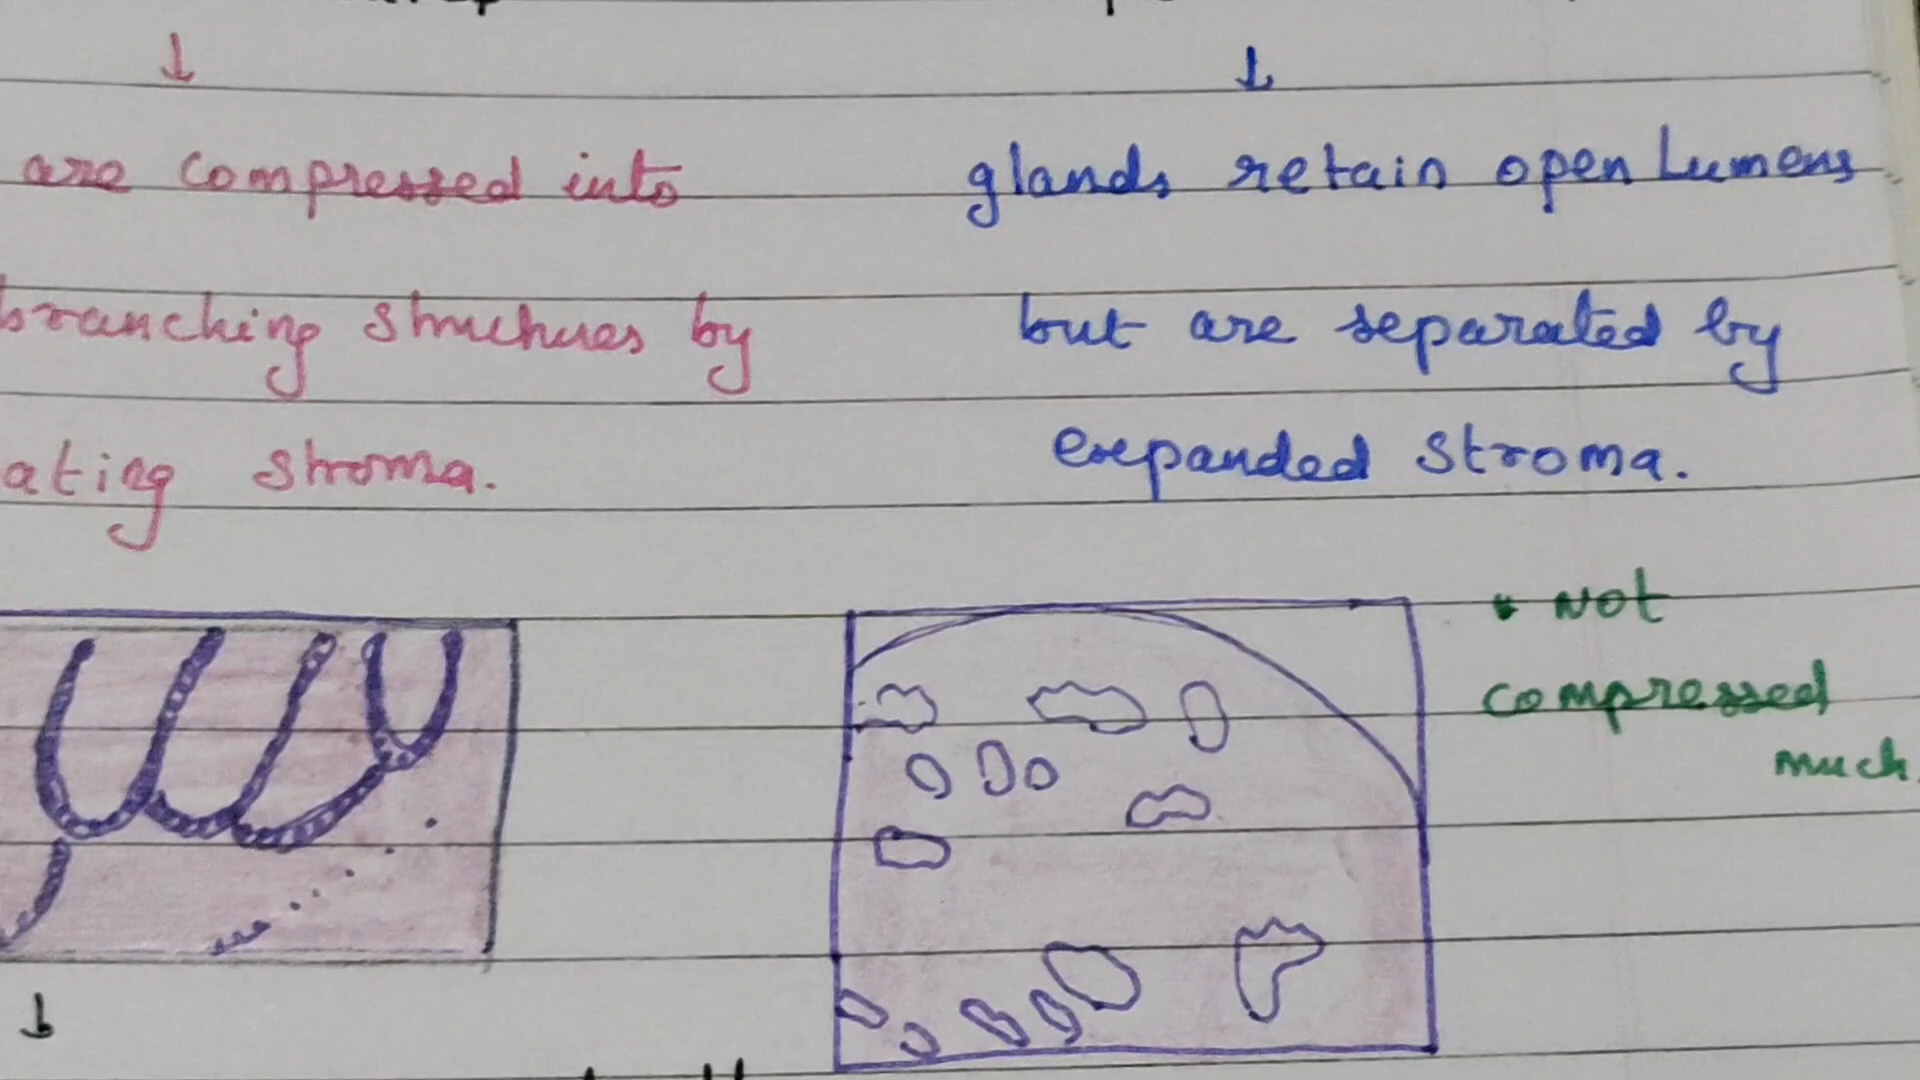 are compressed into
branching structures by
ating stroma.
glands retain open Lumens
but are separated by
expanded stroma.
* Not
compressed
much.